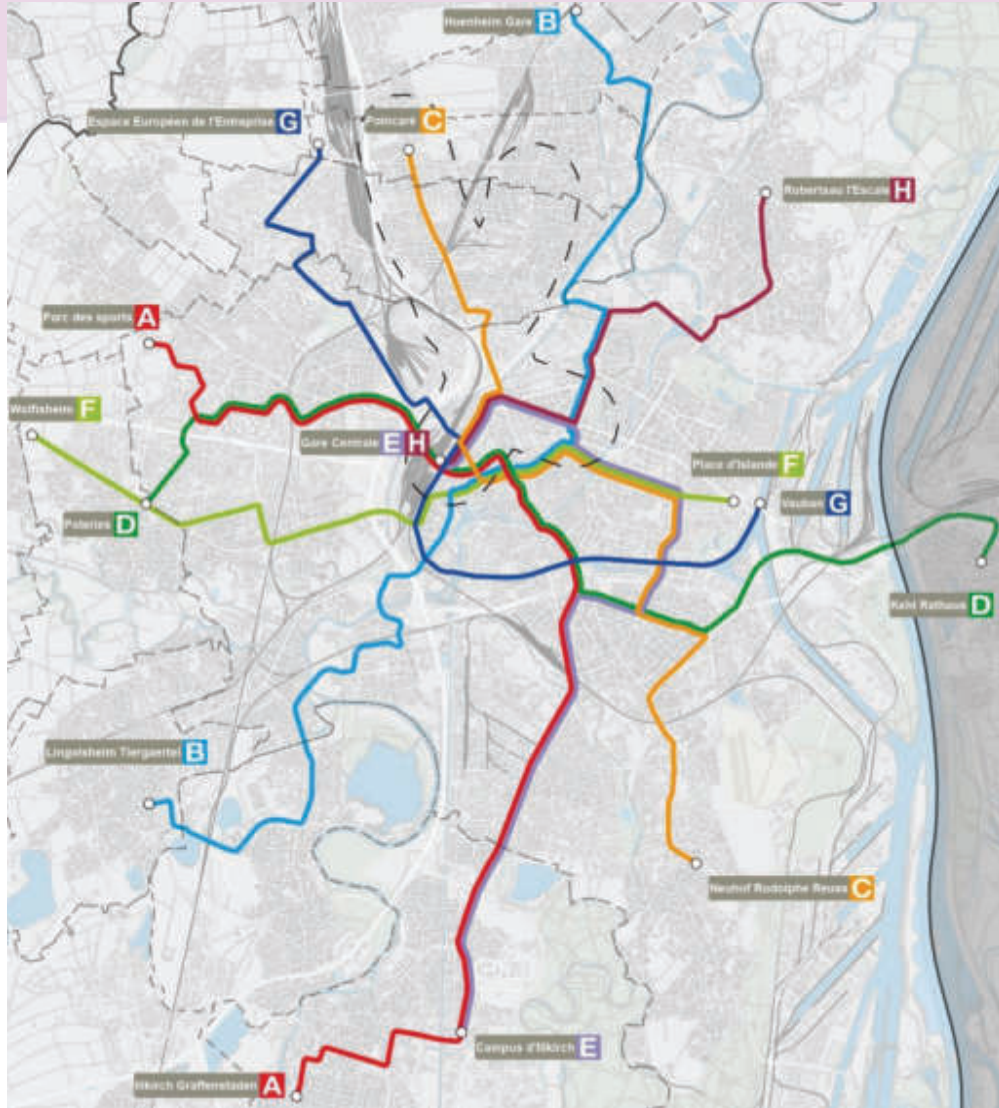 Hoenheim Gare B
Espace Européen de l'Entreprise G
Poincaré C
Robertsau l'Escale H
Parc des sports A
Wolfisheim F
Gare Centrale E H
Place d'Islande F
Poteries D
Vauban G
Kehl Rathaus D
Lingolsheim Tiergaertel B
Neuhof Rodolphe Reuss C
Campus d'Illkirch E
Illkirch Graffenstaden A